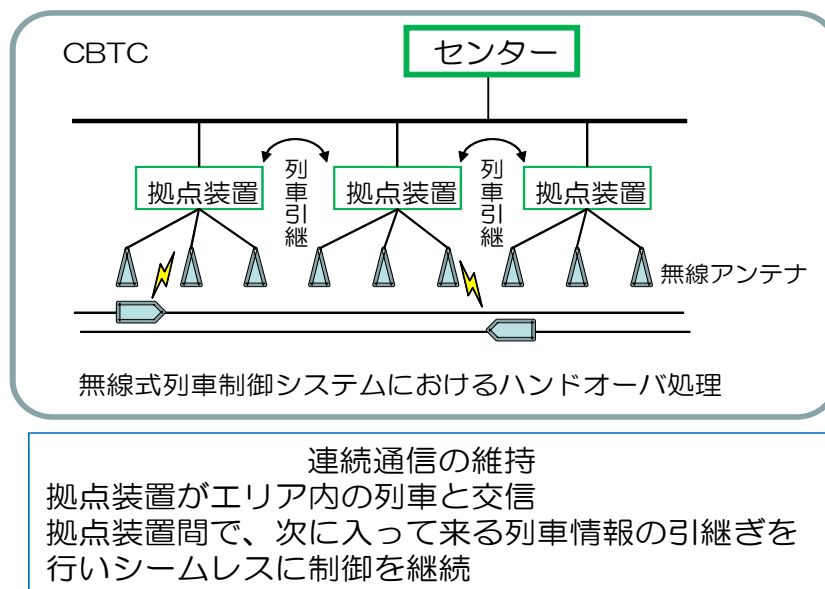 CBTC
センター
列車引継
列車引継
拠点装置
拠点装置
拠点装置
無線アンテナ
無線式列車制御システムにおけるハンドオーバ処理
連続通信の維持
拠点装置がエリア内の列車と交信
拠点装置間で、次に入って来る列車情報の引継ぎを
行いシームレスに制御を継続